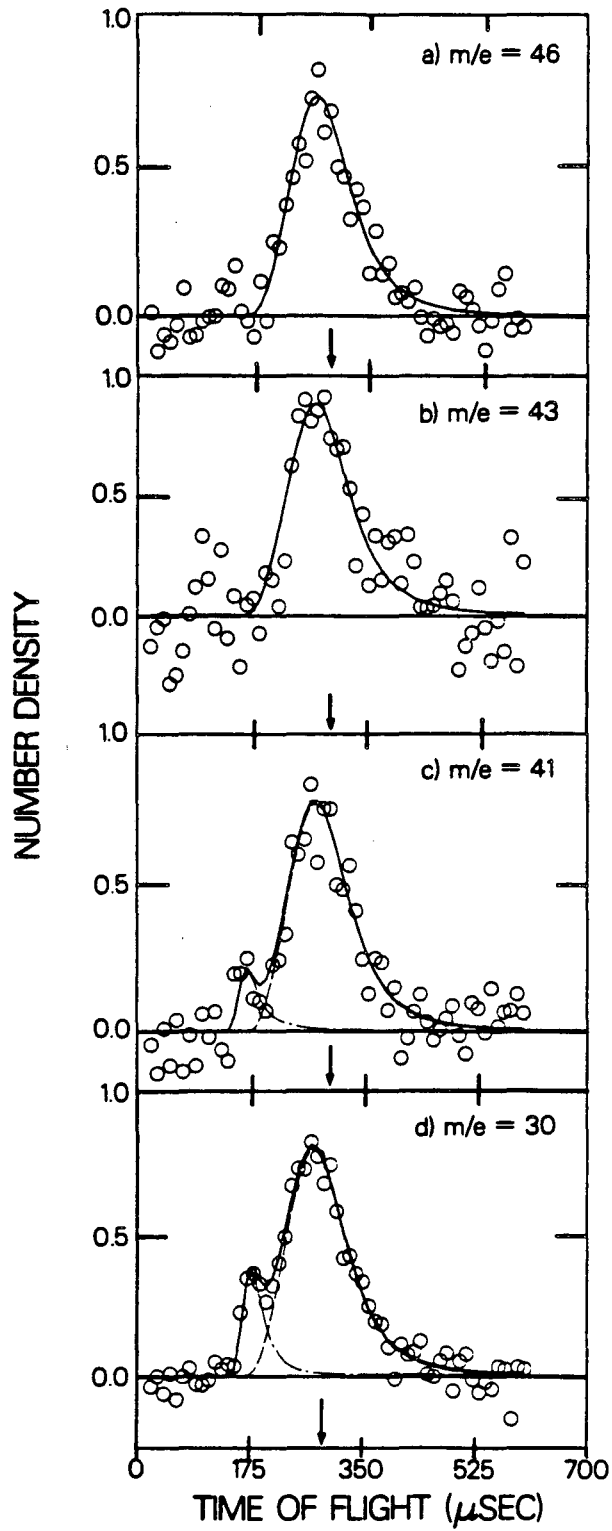 1.0
a) m/e = 46
0.5
0.0
1.0
b) m/e = 43
0.5
0.0
1.0
c) m/e = 41
0.5
0.0
1.0
d) m/e = 30
0.5
0.0
NUMBER DENSITY
0 175 350 525 700
TIME OF FLIGHT (μSEC)